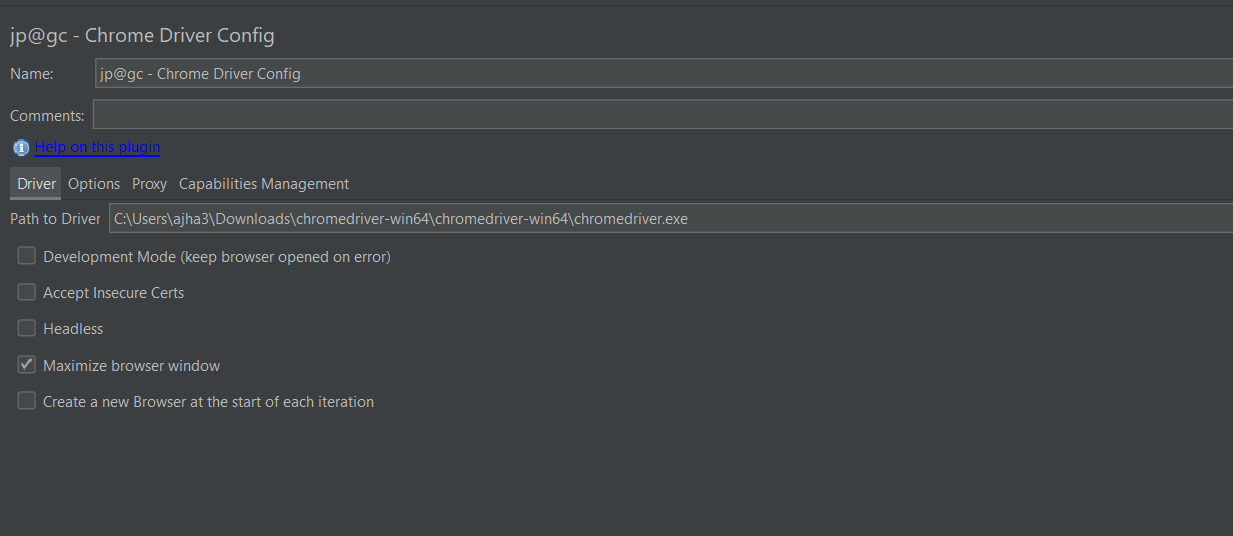 jp@gc - Chrome Driver Config
Name: jp@gc - Chrome Driver Config
Comments:
Help on this plugin
Driver Options Proxy Capabilities Management
Path to Driver C:\Users\ajha3\Downloads\chromedriver-win64\chromedriver-win64\chromedriver.exe
Development Mode (keep browser opened on error)
Accept Insecure Certs
Headless
Maximize browser window
Create a new Browser at the start of each iteration